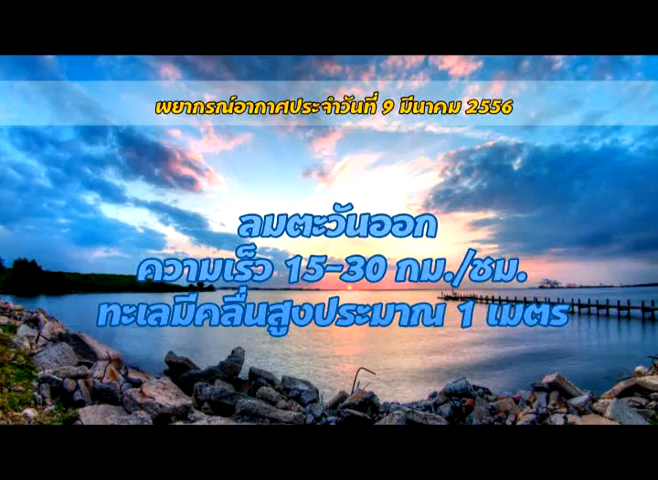 พยากรณ์อากาศประจำวันที่ 9 มีนาคม 2556
ลมตะวันออก
ความเร็ว 15-30 กม./ชม.
ทะเลมีคลื่นสูงประมาณ 1 เมตร